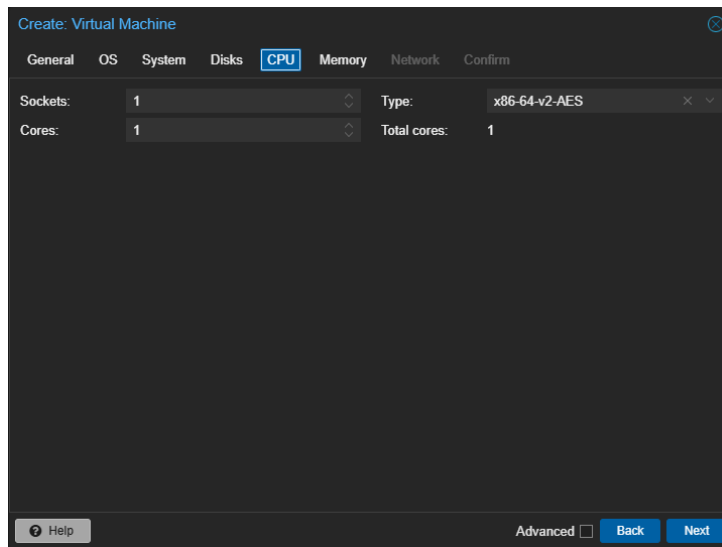 Create: Virtual Machine
General OS System Disks CPU Memory Network Confirm
Sockets: 1 Type: x86-64-v2-AES
Cores: 1 Total cores: 1
Help Advanced Back Next